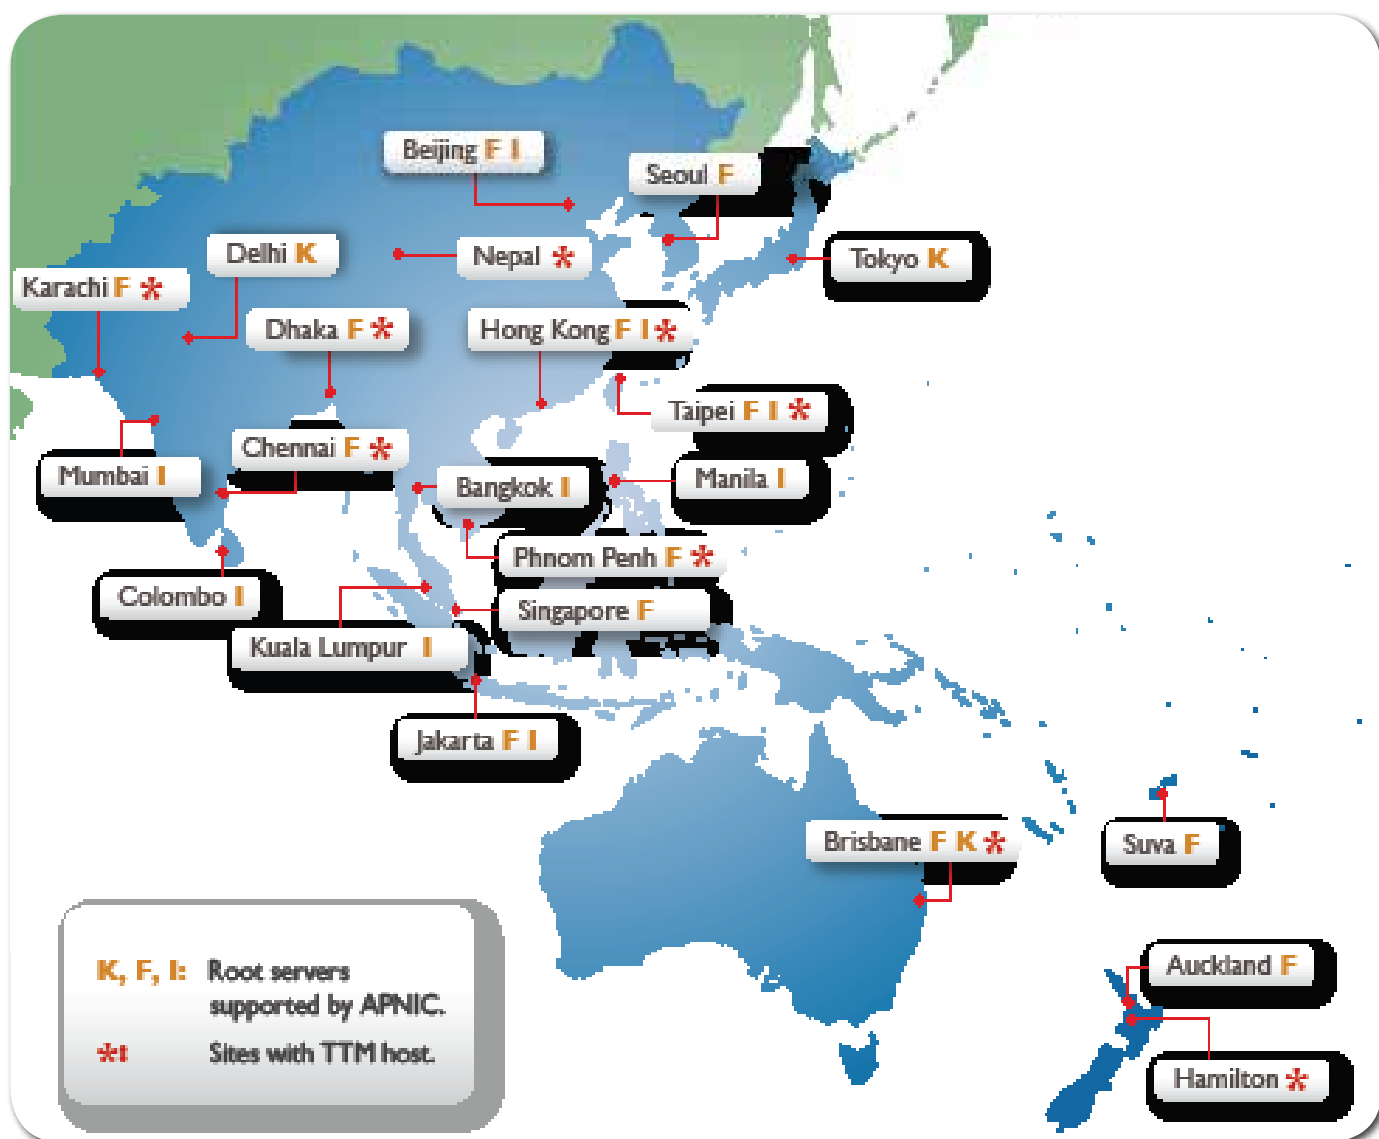 Beijing F I
Seoul F
Delhi K
Nepal *
Tokyo K
Karachi F *
Dhaka F *
Hong Kong F I *
Taipei F I *
Chennai F *
Mumbai I
Bangkok I
Manila I
Phnom Penh F *
Colombo I
Singapore F
Kuala Lumpur I
Jakarta F I
Brisbane F K *
Suva F
Auckland F
Hamilton *
K, F, I: Root servers
supported by APNIC.
*: Sites with TTM host.